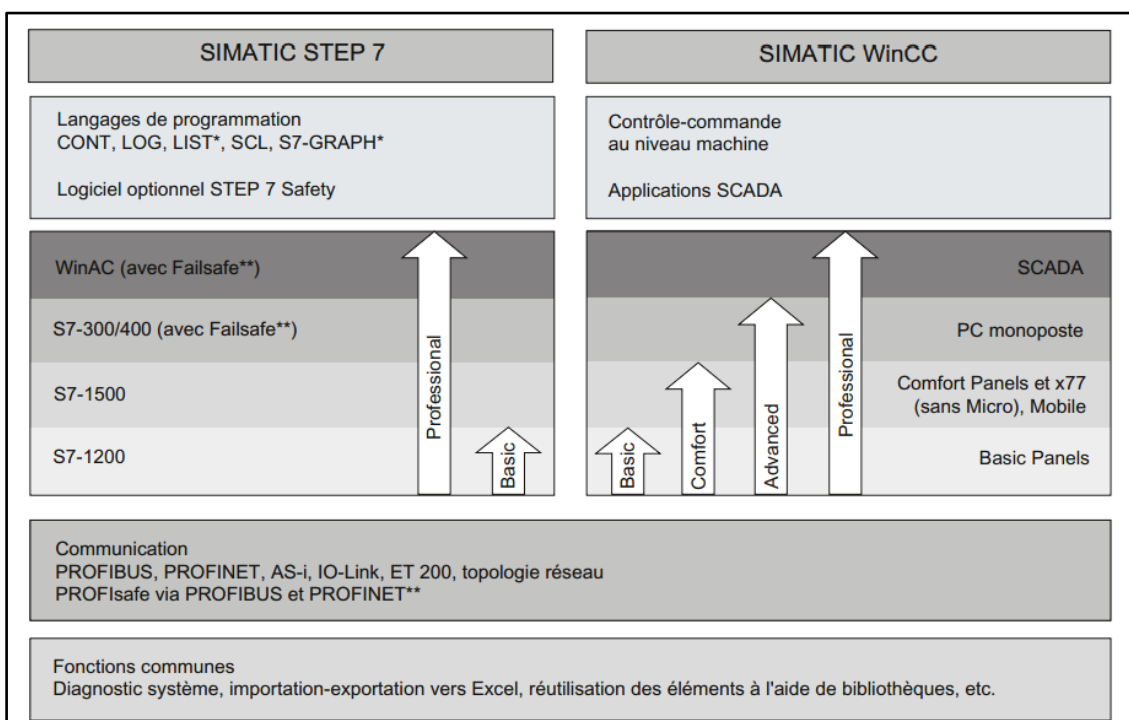 SIMATIC STEP 7
Langages de programmation
CONT, LOG, LIST*, SCL, S7-GRAPH*
Logiciel optionnel STEP 7 Safety
WinAC (avec Failsafe**)
S7-300/400 (avec Failsafe**)
S7-1500
S7-1200
Professional
Basic
SIMATIC WinCC
Contrôle-commande
au niveau machine
Applications SCADA
SCADA
PC monoposte
Comfort Panels et x77
(sans Micro), Mobile
Basic Panels
Basic
Comfort
Advanced
Professional
Communication
PROFIBUS, PROFINET, AS-i, IO-Link, ET 200, topologie réseau
PROFIsafe via PROFIBUS et PROFINET**
Fonctions communes
Diagnostic système, importation-exportation vers Excel, réutilisation des éléments à l'aide de bibliothèques, etc.